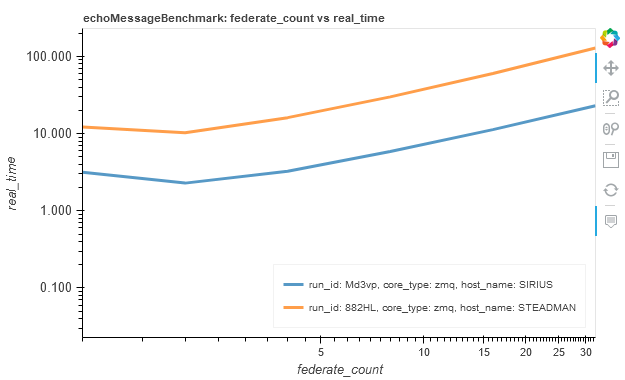 echoMessageBenchmark: federate_count vs real_time
100.000
10.000
1.000
0.100
real_time
run_id: Md3vp, core_type: zmq, host_name: SIRIUS
run_id: 882HL, core_type: zmq, host_name: STEADMAN
5 10 15 20 25 30
federate_count